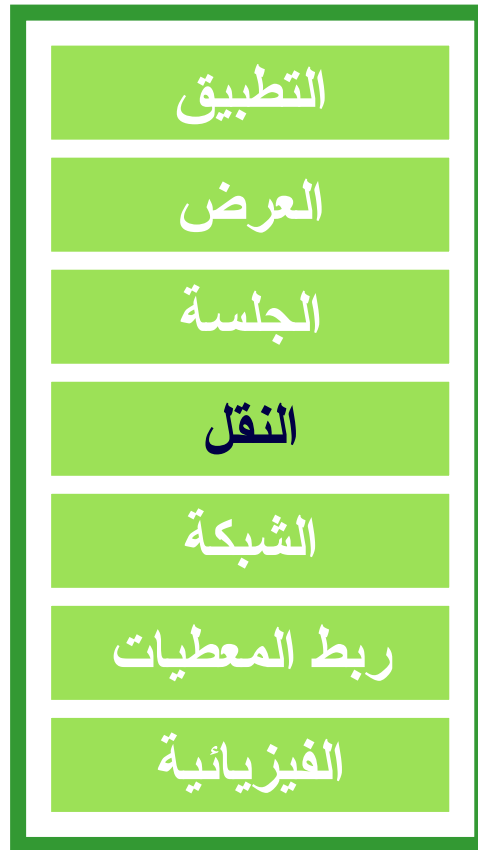 التطبيق
العرض
الجلسة
النقل
الشبكة
ربط المعطيات
الفيزيائية